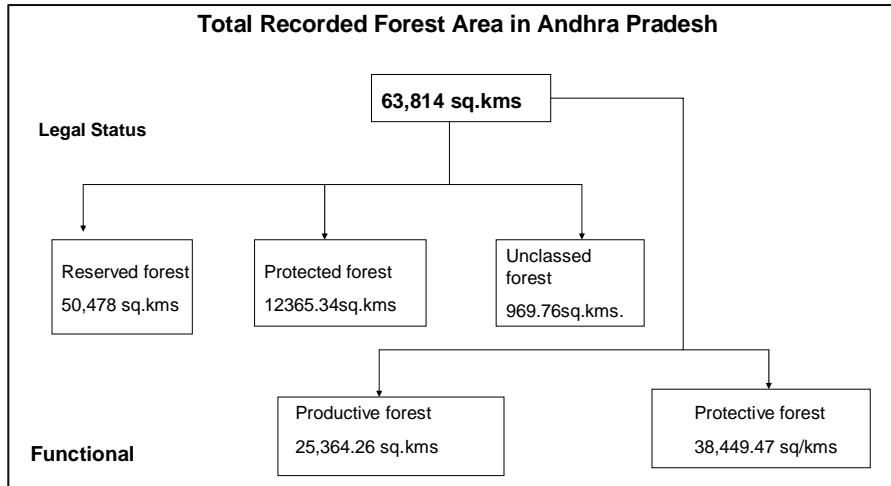 Total Recorded Forest Area in Andhra Pradesh
63,814 sq.kms
Legal Status
Reserved forest
50,478 sq.kms
Protected forest
12365.34sq.kms
Unclassed
forest
969.76sq.kms.
Productive forest
25,364.26 sq.kms
Protective forest
38,449.47 sq/kms
Functional